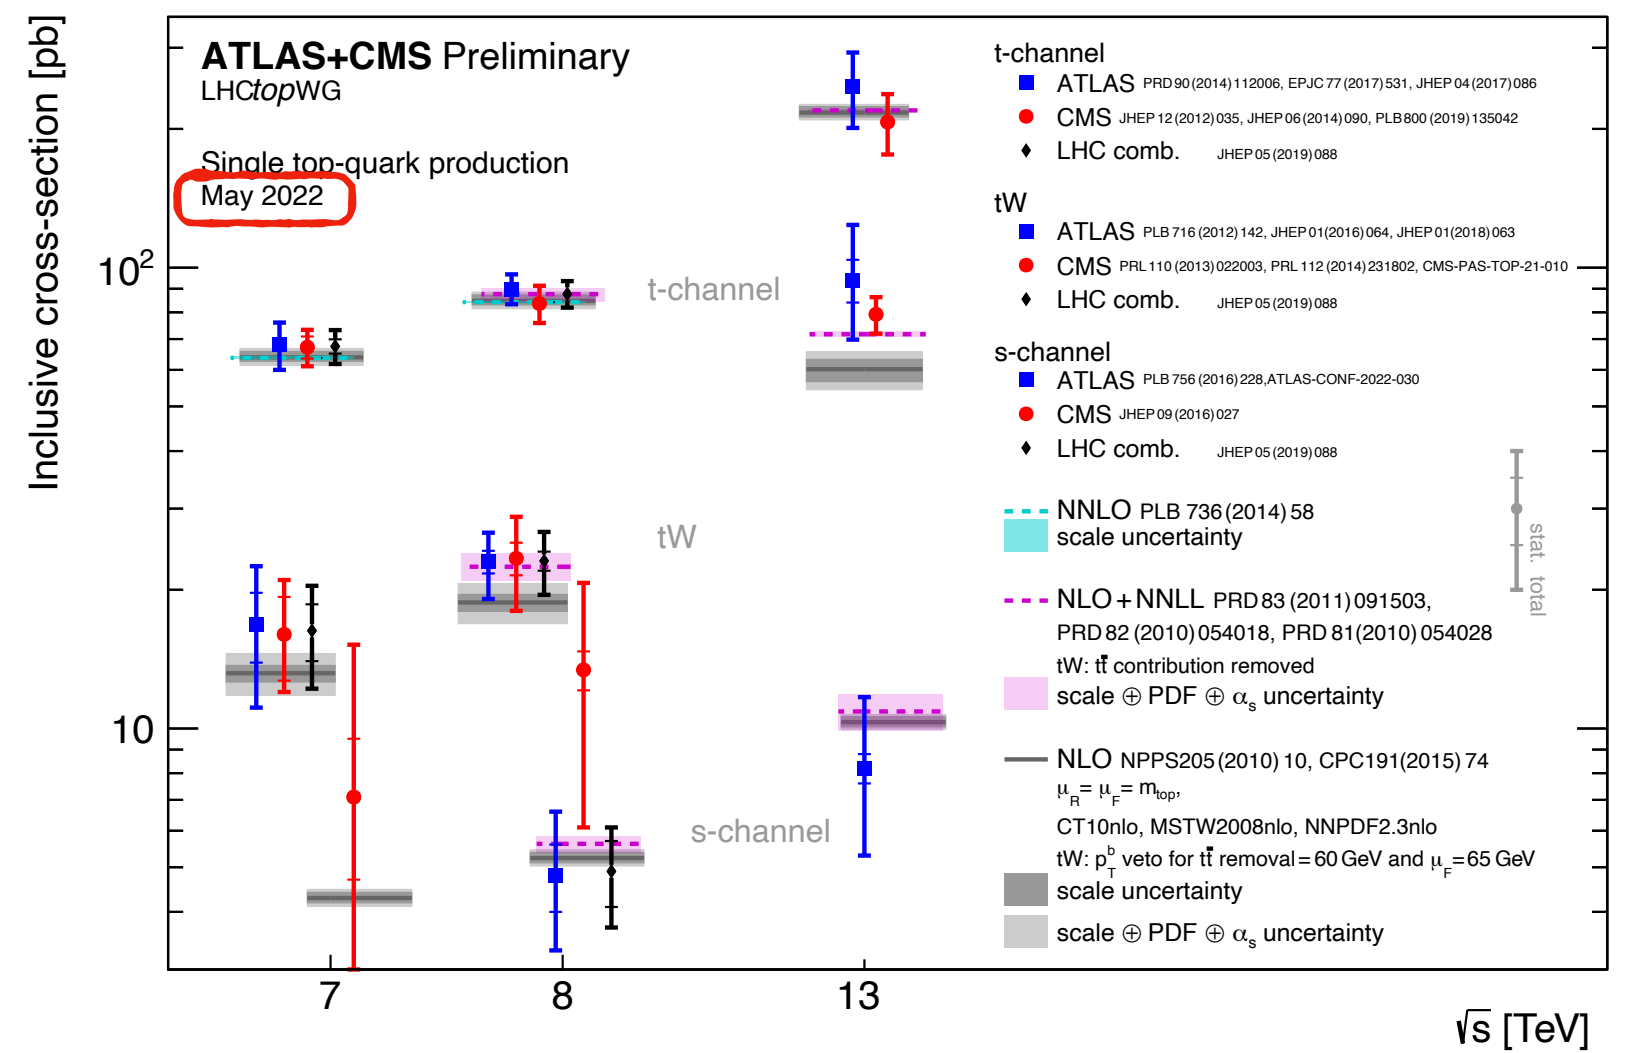 Inclusive cross-section [pb]
ATLAS+CMS Preliminary
LHCtopWG
Single top-quark production
May 2022
10²
10
t-channel
tW
s-channel
7
8
13
√s [TeV]
t-channel
ATLAS PRD 90 (2014) 112006, EPJC 77 (2017) 531, JHEP 04 (2017) 086
CMS JHEP 12 (2012) 035, JHEP 06 (2014) 090, PLB 800 (2019) 135042
LHC comb. JHEP 05 (2019) 088
tW
ATLAS PLB 716 (2012) 142, JHEP 01 (2016) 064, JHEP 01 (2018) 063
CMS PRL 110 (2013) 022003, PRL 112 (2014) 231802, CMS-PAS-TOP-21-010
LHC comb. JHEP 05 (2019) 088
s-channel
ATLAS PLB 756 (2016) 228, ATLAS-CONF-2022-030
CMS JHEP 09 (2016) 027
LHC comb. JHEP 05 (2019) 088
NNLO PLB 736 (2014) 58
scale uncertainty
NLO + NNLL PRD 83 (2011) 091503,
PRD 82 (2010) 054018, PRD 81 (2010) 054028
tW: tt̄ contribution removed
scale ⊕ PDF ⊕ αs uncertainty
NLO NPPS205 (2010) 10, CPC191 (2015) 74
μR = μF = mtop,
CT10nlo, MSTW2008nlo, NNPDF2.3nlo
tW: pTb veto for tt̄ removal = 60 GeV and μF = 65 GeV
scale uncertainty
scale ⊕ PDF ⊕ αs uncertainty
stat. total